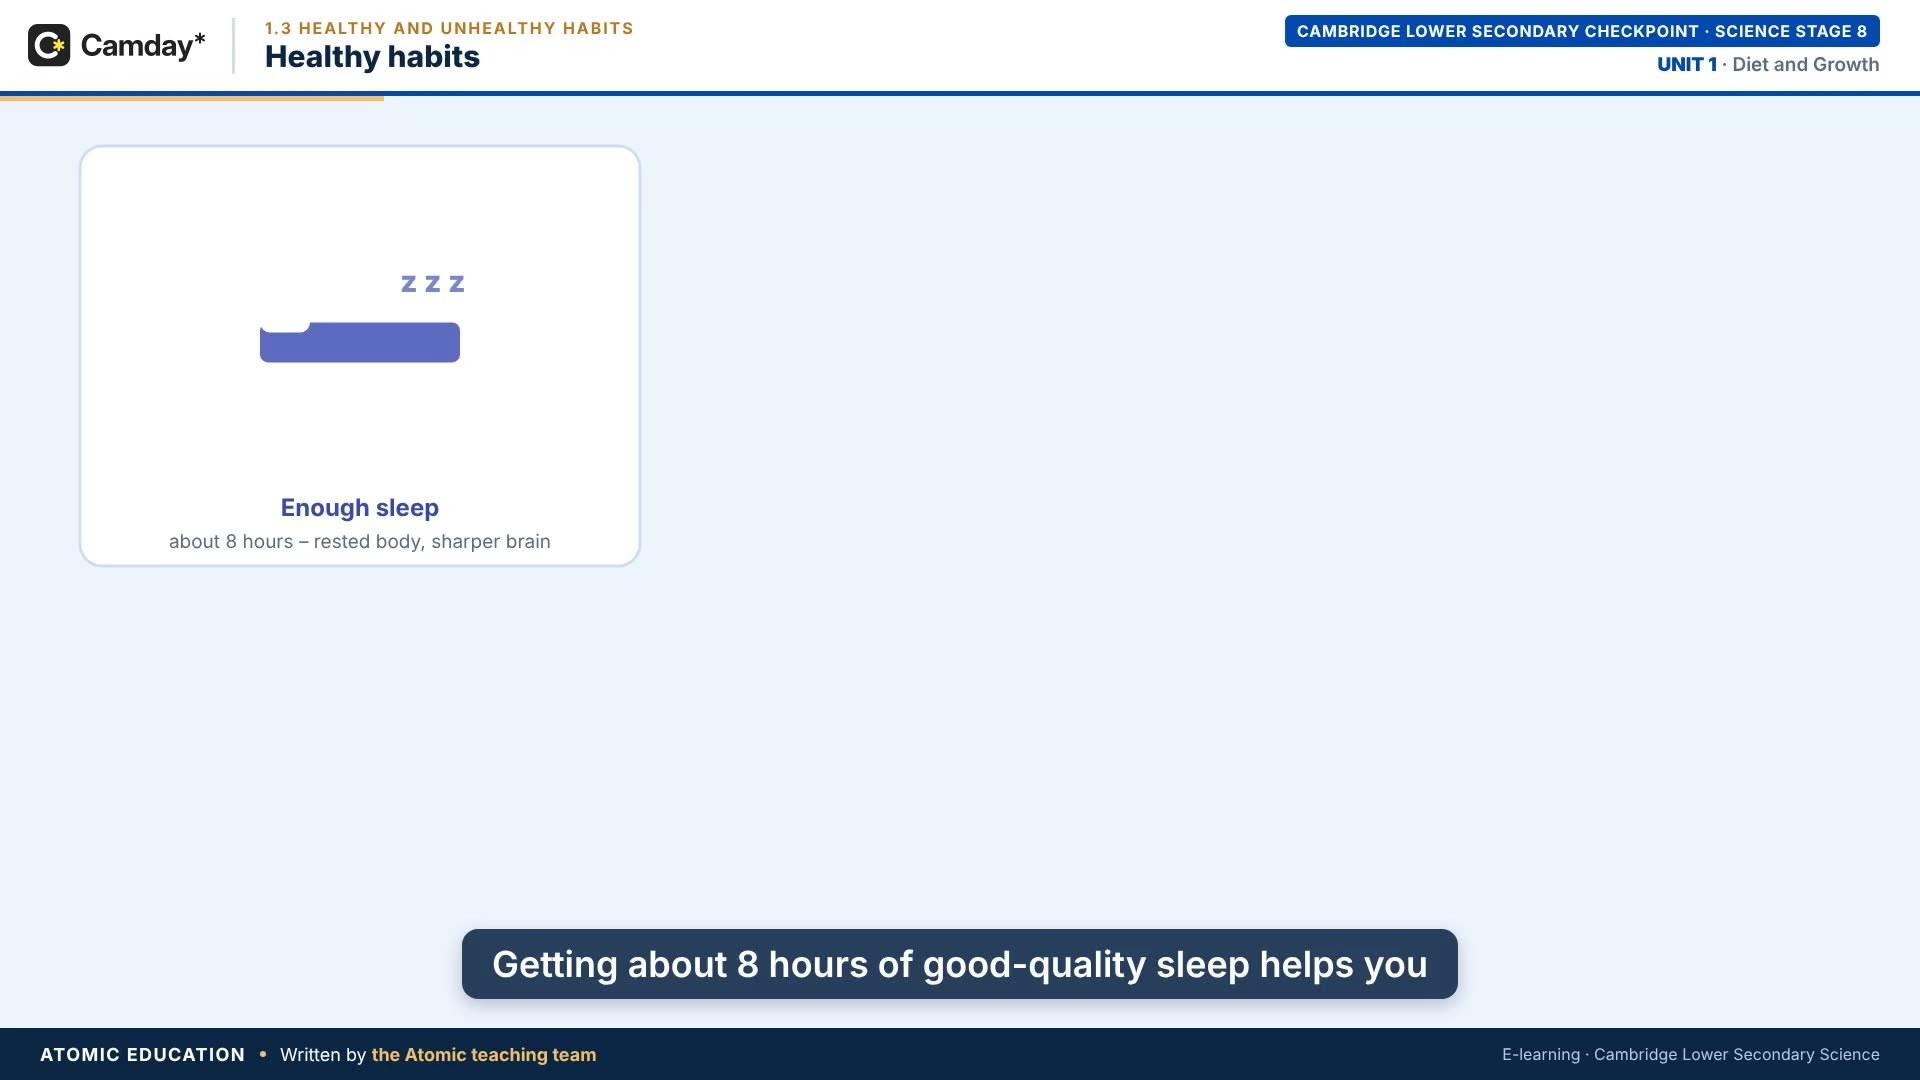 Camday*
1.3 HEALTHY AND UNHEALTHY HABITS
Healthy habits
CAMBRIDGE LOWER SECONDARY CHECKPOINT · SCIENCE STAGE 8
UNIT 1 · Diet and Growth
z z z
Enough sleep
about 8 hours – rested body, sharper brain
Getting about 8 hours of good-quality sleep helps you
ATOMIC EDUCATION • Written by the Atomic teaching team
E-learning · Cambridge Lower Secondary Science